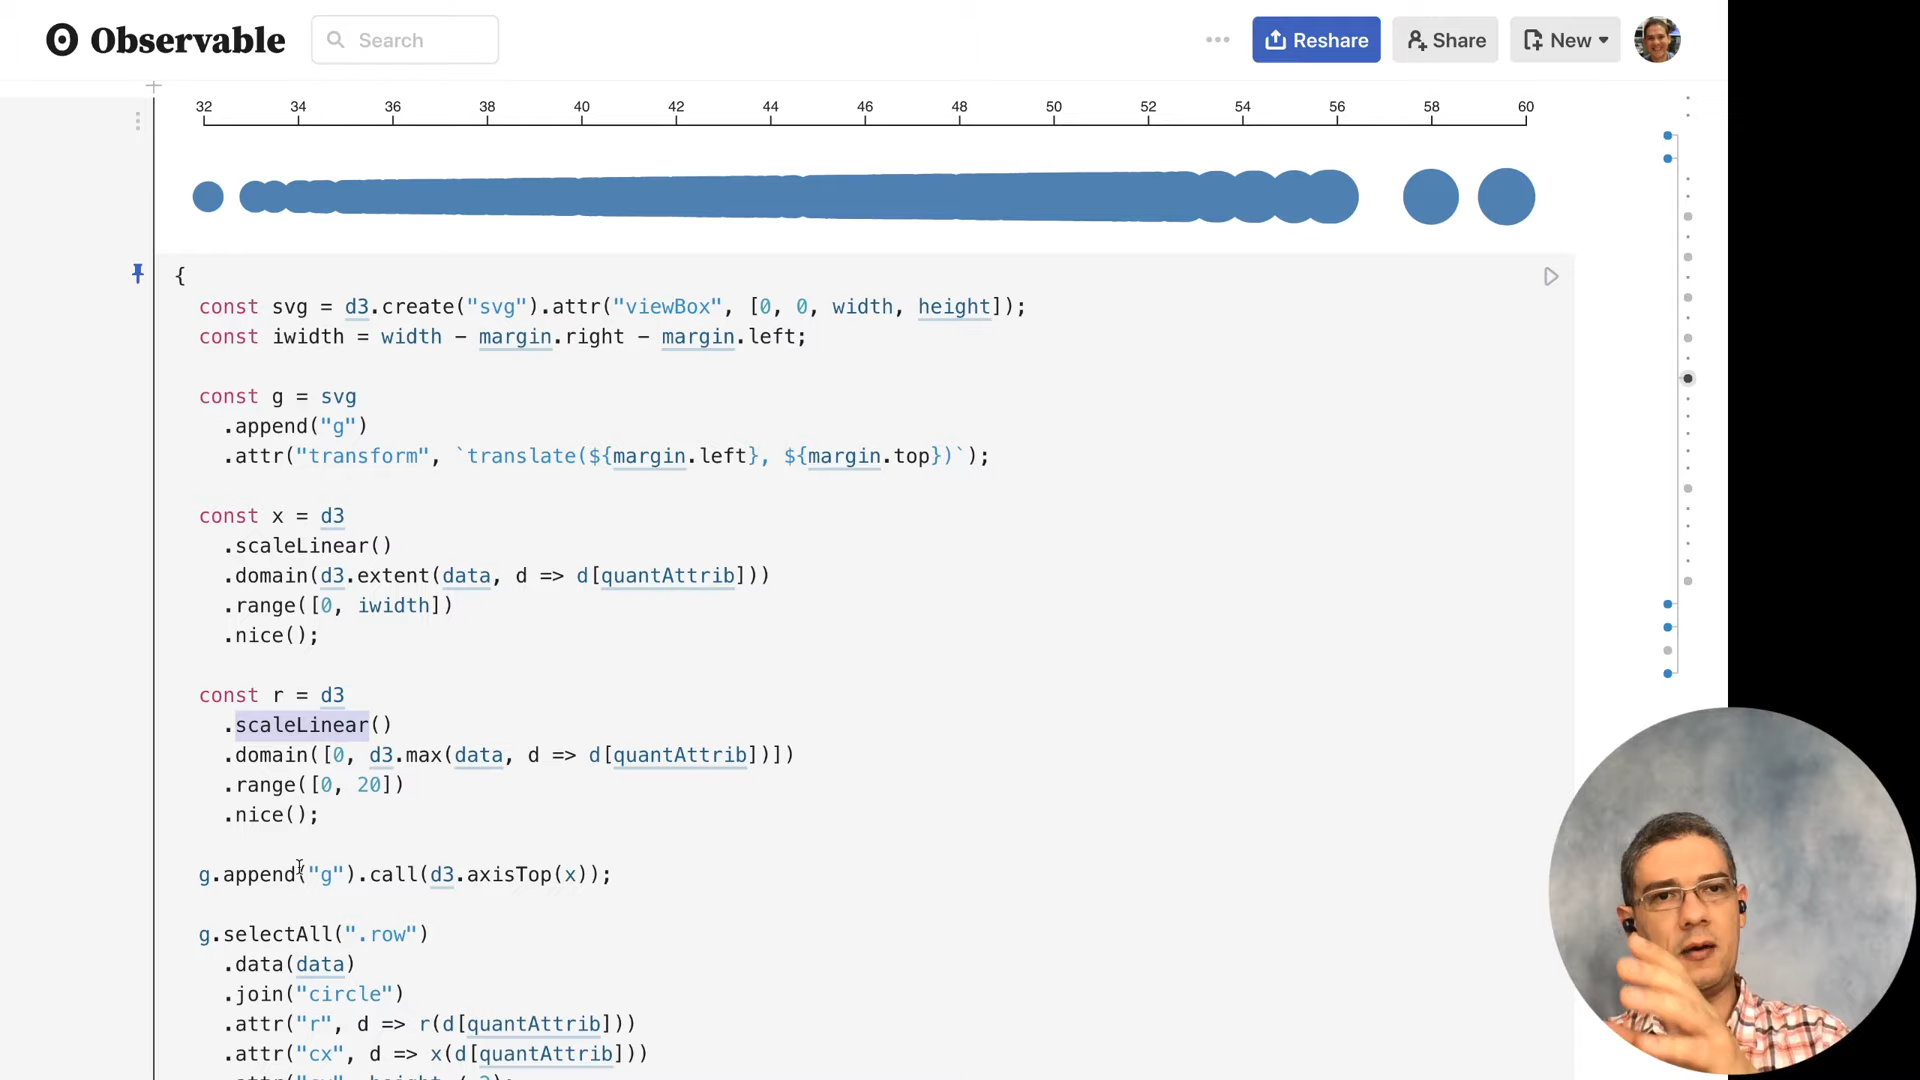 Observable
Search
Reshare
Share
New
32 34 36 38 40 42 44 46 48 50 52 54 56 58 60
{
const svg = d3.create("svg").attr("viewBox", [0, 0, width, height]);
const iwidth = width - margin.right - margin.left;
const g = svg
.append("g")
.attr("transform", `translate(${margin.left}, ${margin.top})`);
const x = d3
.scaleLinear()
.domain(d3.extent(data, d => d[quantAttrib]))
.range([0, iwidth])
.nice();
const r = d3
.scaleLinear()
.domain([0, d3.max(data, d => d[quantAttrib])])
.range([0, 20])
.nice();
g.append("g").call(d3.axisTop(x));
g.selectAll(".row")
.data(data)
.join("circle")
.attr("r", d => r(d[quantAttrib]))
.attr("cx", d => x(d[quantAttrib]))